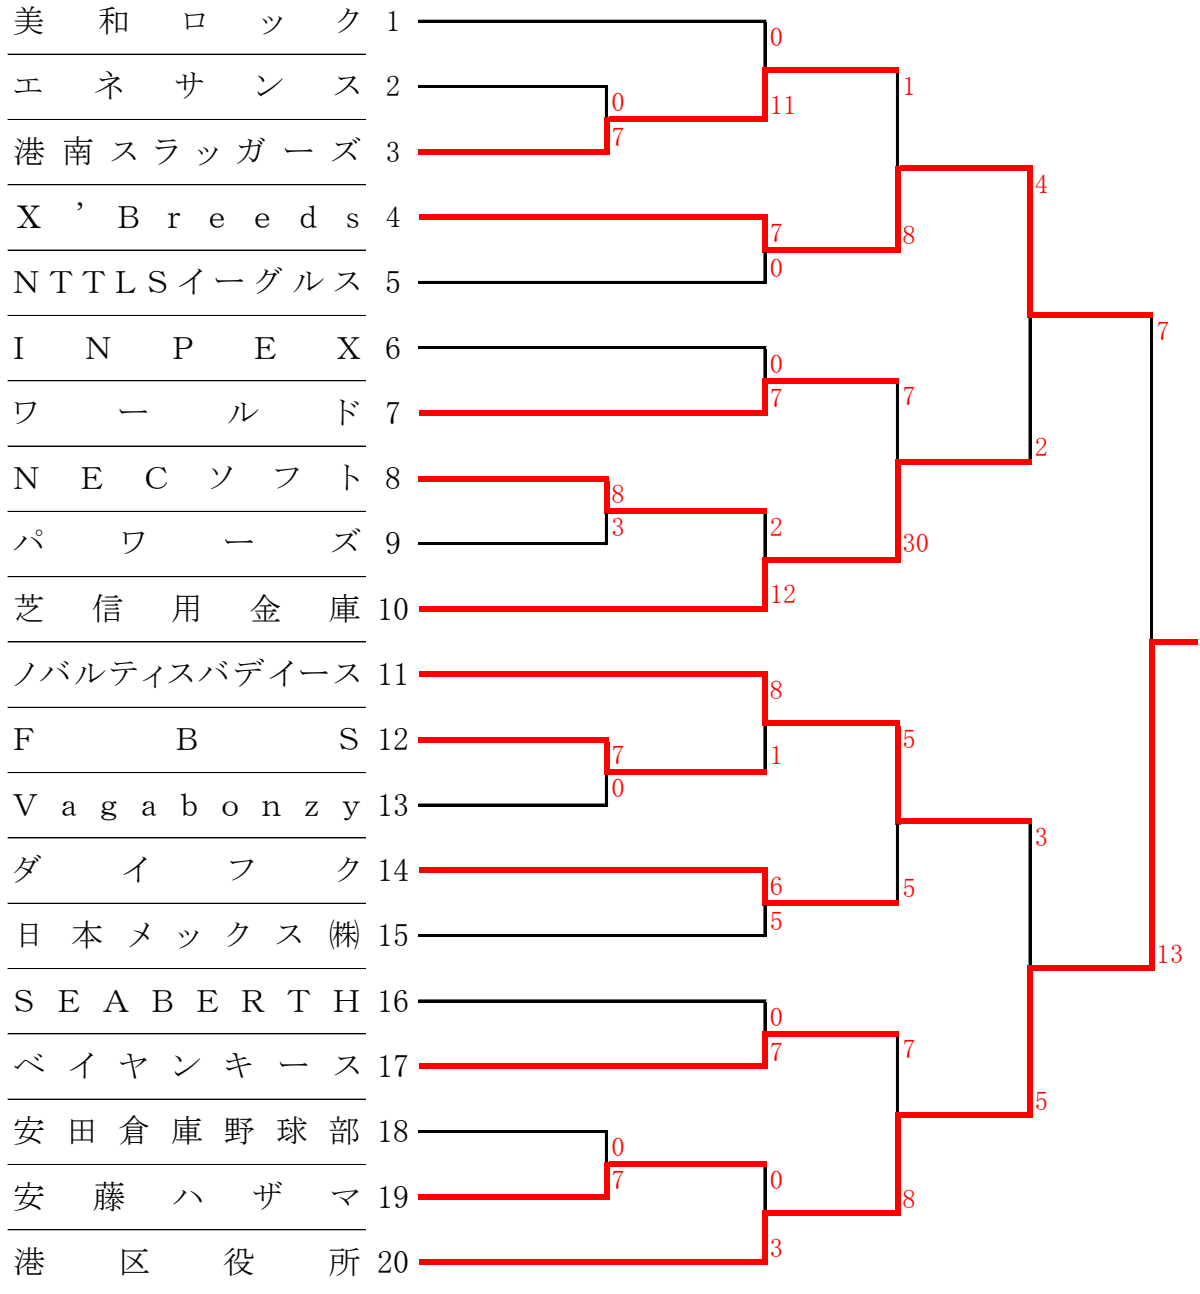 美和ロック 1
0
1
エネサンス 2
0
11
港南スラッガーズ 3
7
4
X’Breeds 4
7
8
NTTLSイーグルス 5
0
7
INPEX 6
0
ワールド 7
7
7
2
NECソフト 8
8
2
パワーズ 9
3
30
芝信用金庫 10
12
ノバルティスバデイース 11
8
5
FBS 12
7
1
Vagabonzy 13
0
3
ダイフク 14
6
5
日本メックス㈱ 15
5
13
SEABERTH 16
0
7
ベイヤンキース 17
7
5
安田倉庫野球部 18
0
0
安藤ハザマ 19
7
8
港区役所 20
3